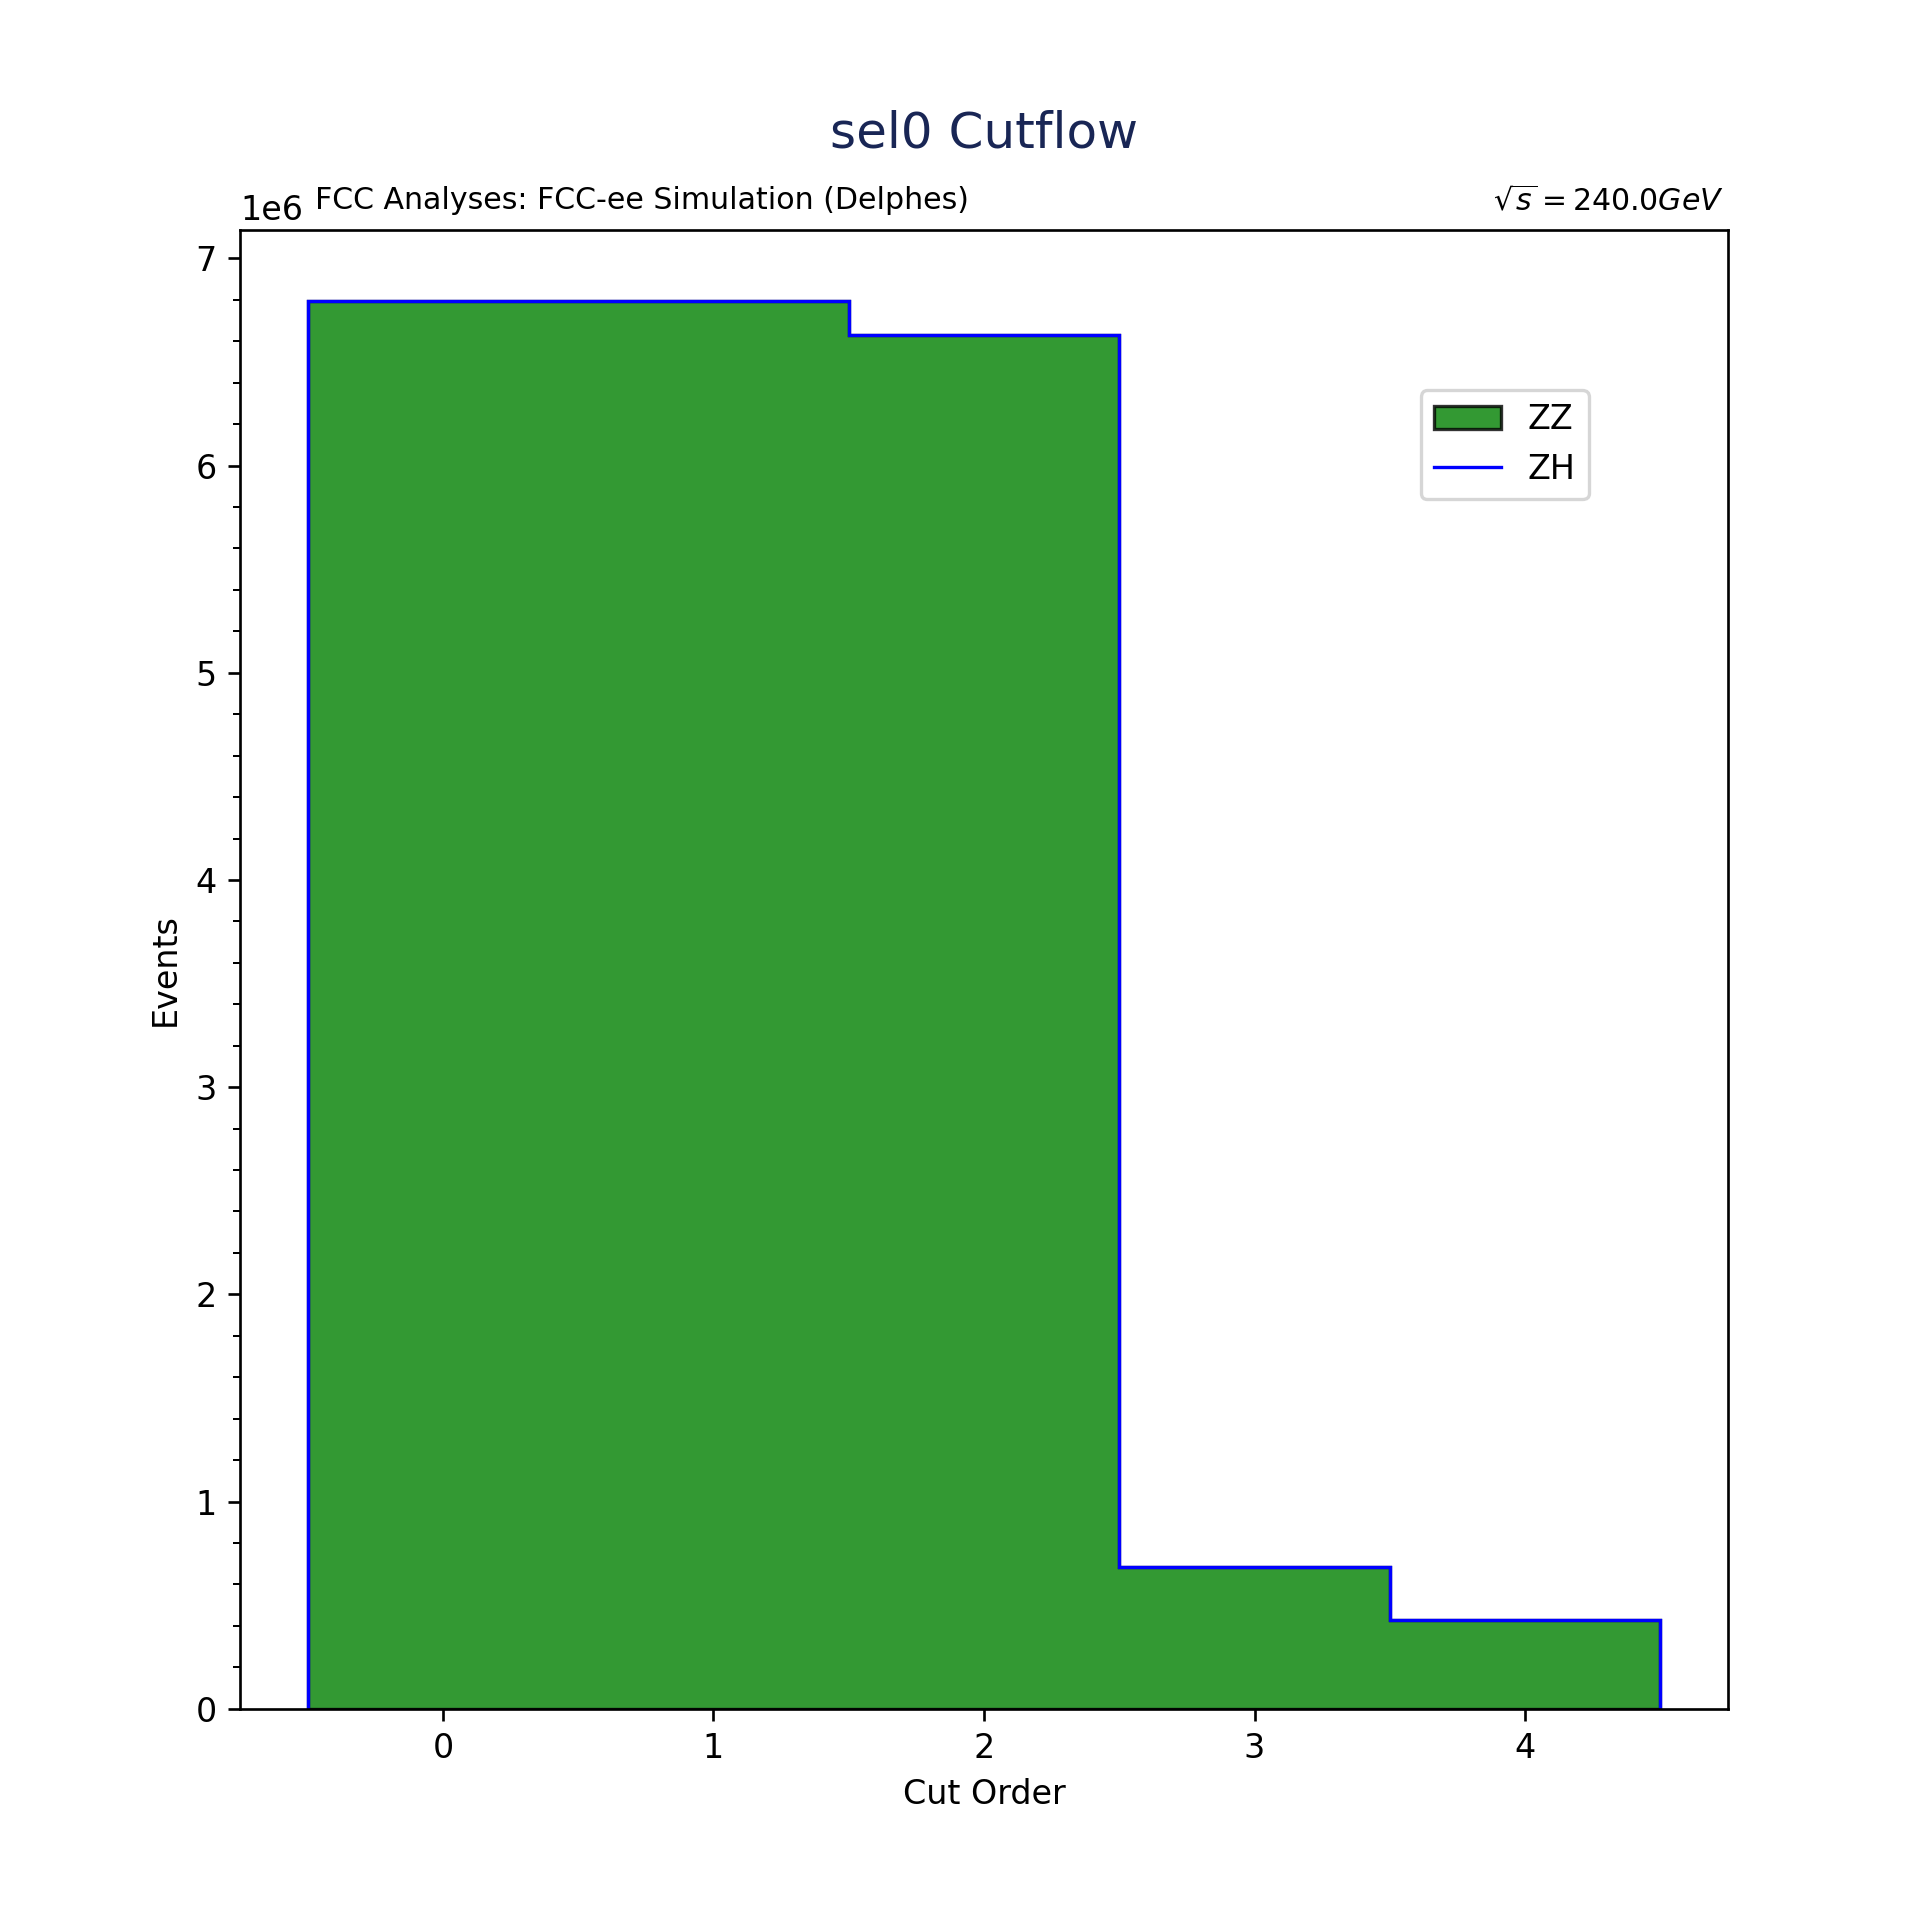 sel0 Cutflow
1e6 FCC Analyses: FCC-ee Simulation (Delphes)
√s = 240.0GeV
7
6
5
4
3
2
1
0
Events
ZZ
ZH
0 1 2 3 4
Cut Order